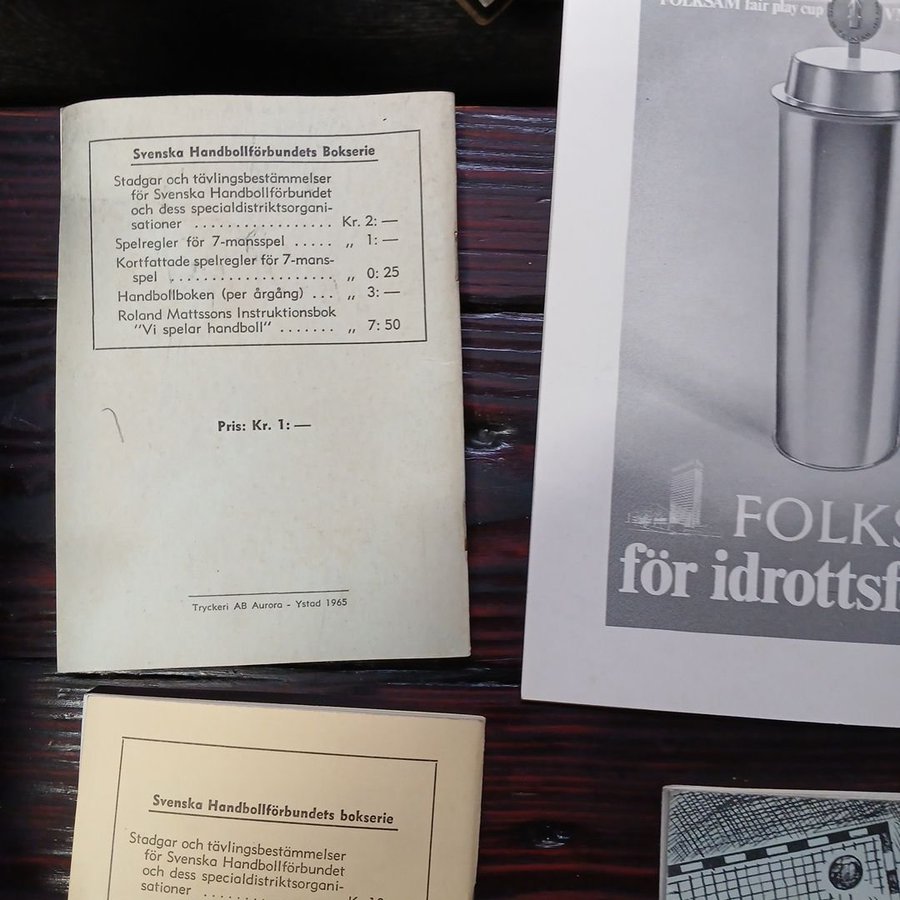 Svenska Handbollförbundets Bokserie
Stadgar och tävlingsbestämmelser
för Svenska Handbollförbundet
och dess specialdistriktsorgani-
sationer ................. Kr. 2: —
Spelregler för 7-mansspel ..... „ 1: —
Kortfattade spelregler för 7-mans-
spel .................... „ 0: 25
Handbollboken (per årgång) ... „ 3: —
Roland Mattssons Instruktionsbok
"Vi spelar handboll" ....... „ 7: 50
Pris: Kr. 1: —
Tryckeri AB Aurora - Ystad 1965
FOLKSAM fair play cup
FOLKS
för idrottsf
Svenska Handbollförbundets bokserie
Stadgar och tävlingsbestämmelser
för Svenska Handbollförbundet
och dess specialdistriktsorgani-
sationer